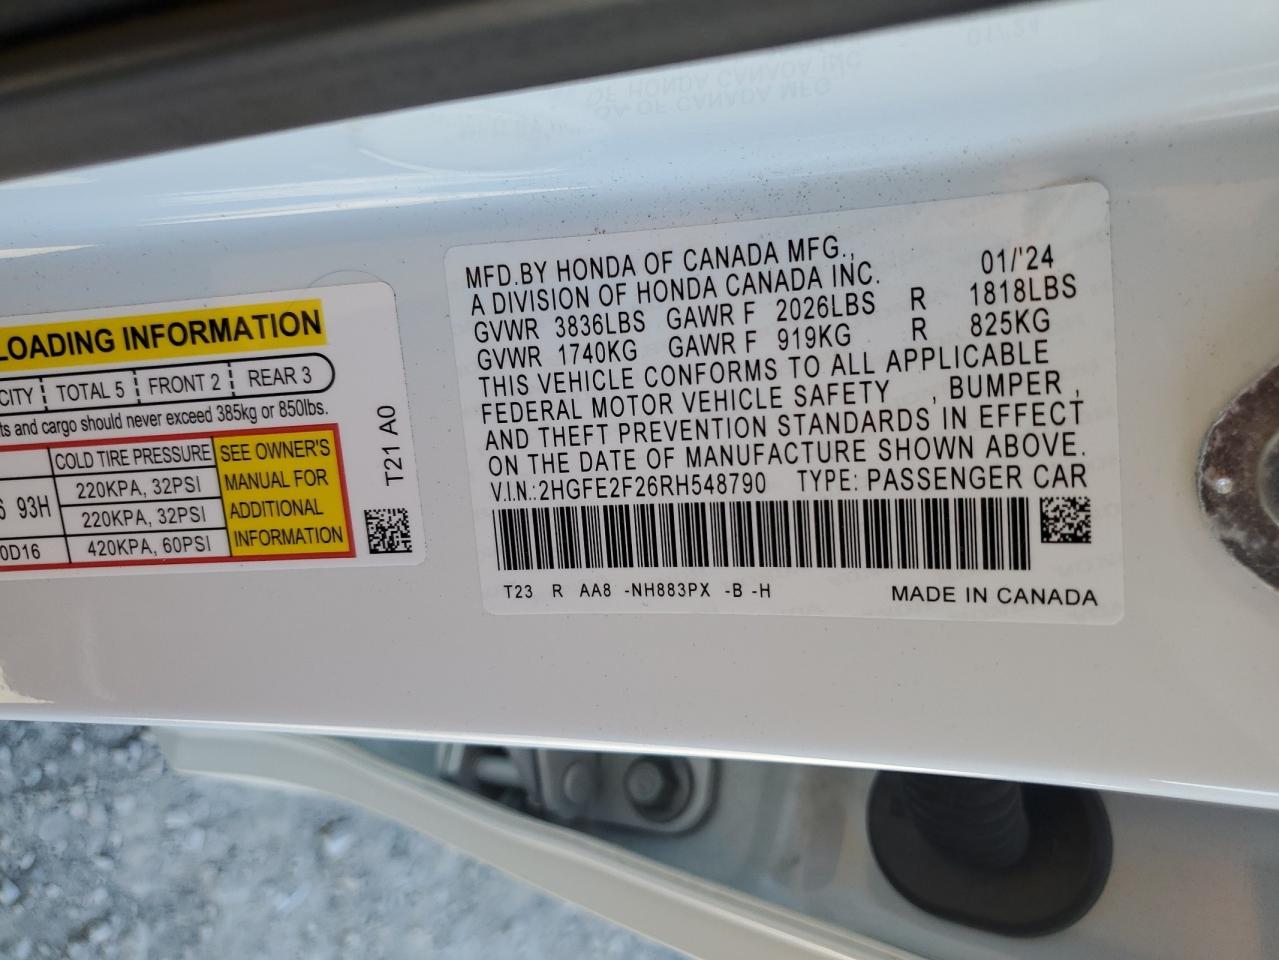 LOADING INFORMATION
CITY TOTAL 5 FRONT 2 REAR 3
and cargo should never exceed 385kg or 850lbs.
COLD TIRE PRESSURE
93H 220KPA, 32PSI
220KPA, 32PSI
0D16 420KPA, 60PSI
SEE OWNER'S
MANUAL FOR
ADDITIONAL
INFORMATION
T21 A0
MFD.BY HONDA OF CANADA MFG., 01/'24
A DIVISION OF HONDA CANADA INC.
GVWR 3836LBS GAWR F 2026LBS R 1818LBS
GVWR 1740KG GAWR F 919KG R 825KG
THIS VEHICLE CONFORMS TO ALL APPLICABLE
FEDERAL MOTOR VEHICLE SAFETY , BUMPER ,
AND THEFT PREVENTION STANDARDS IN EFFECT
ON THE DATE OF MANUFACTURE SHOWN ABOVE.
V.I.N.:2HGFE2F26RH548790 TYPE: PASSENGER CAR
T23 R AA8 -NH883PX -B -H MADE IN CANADA